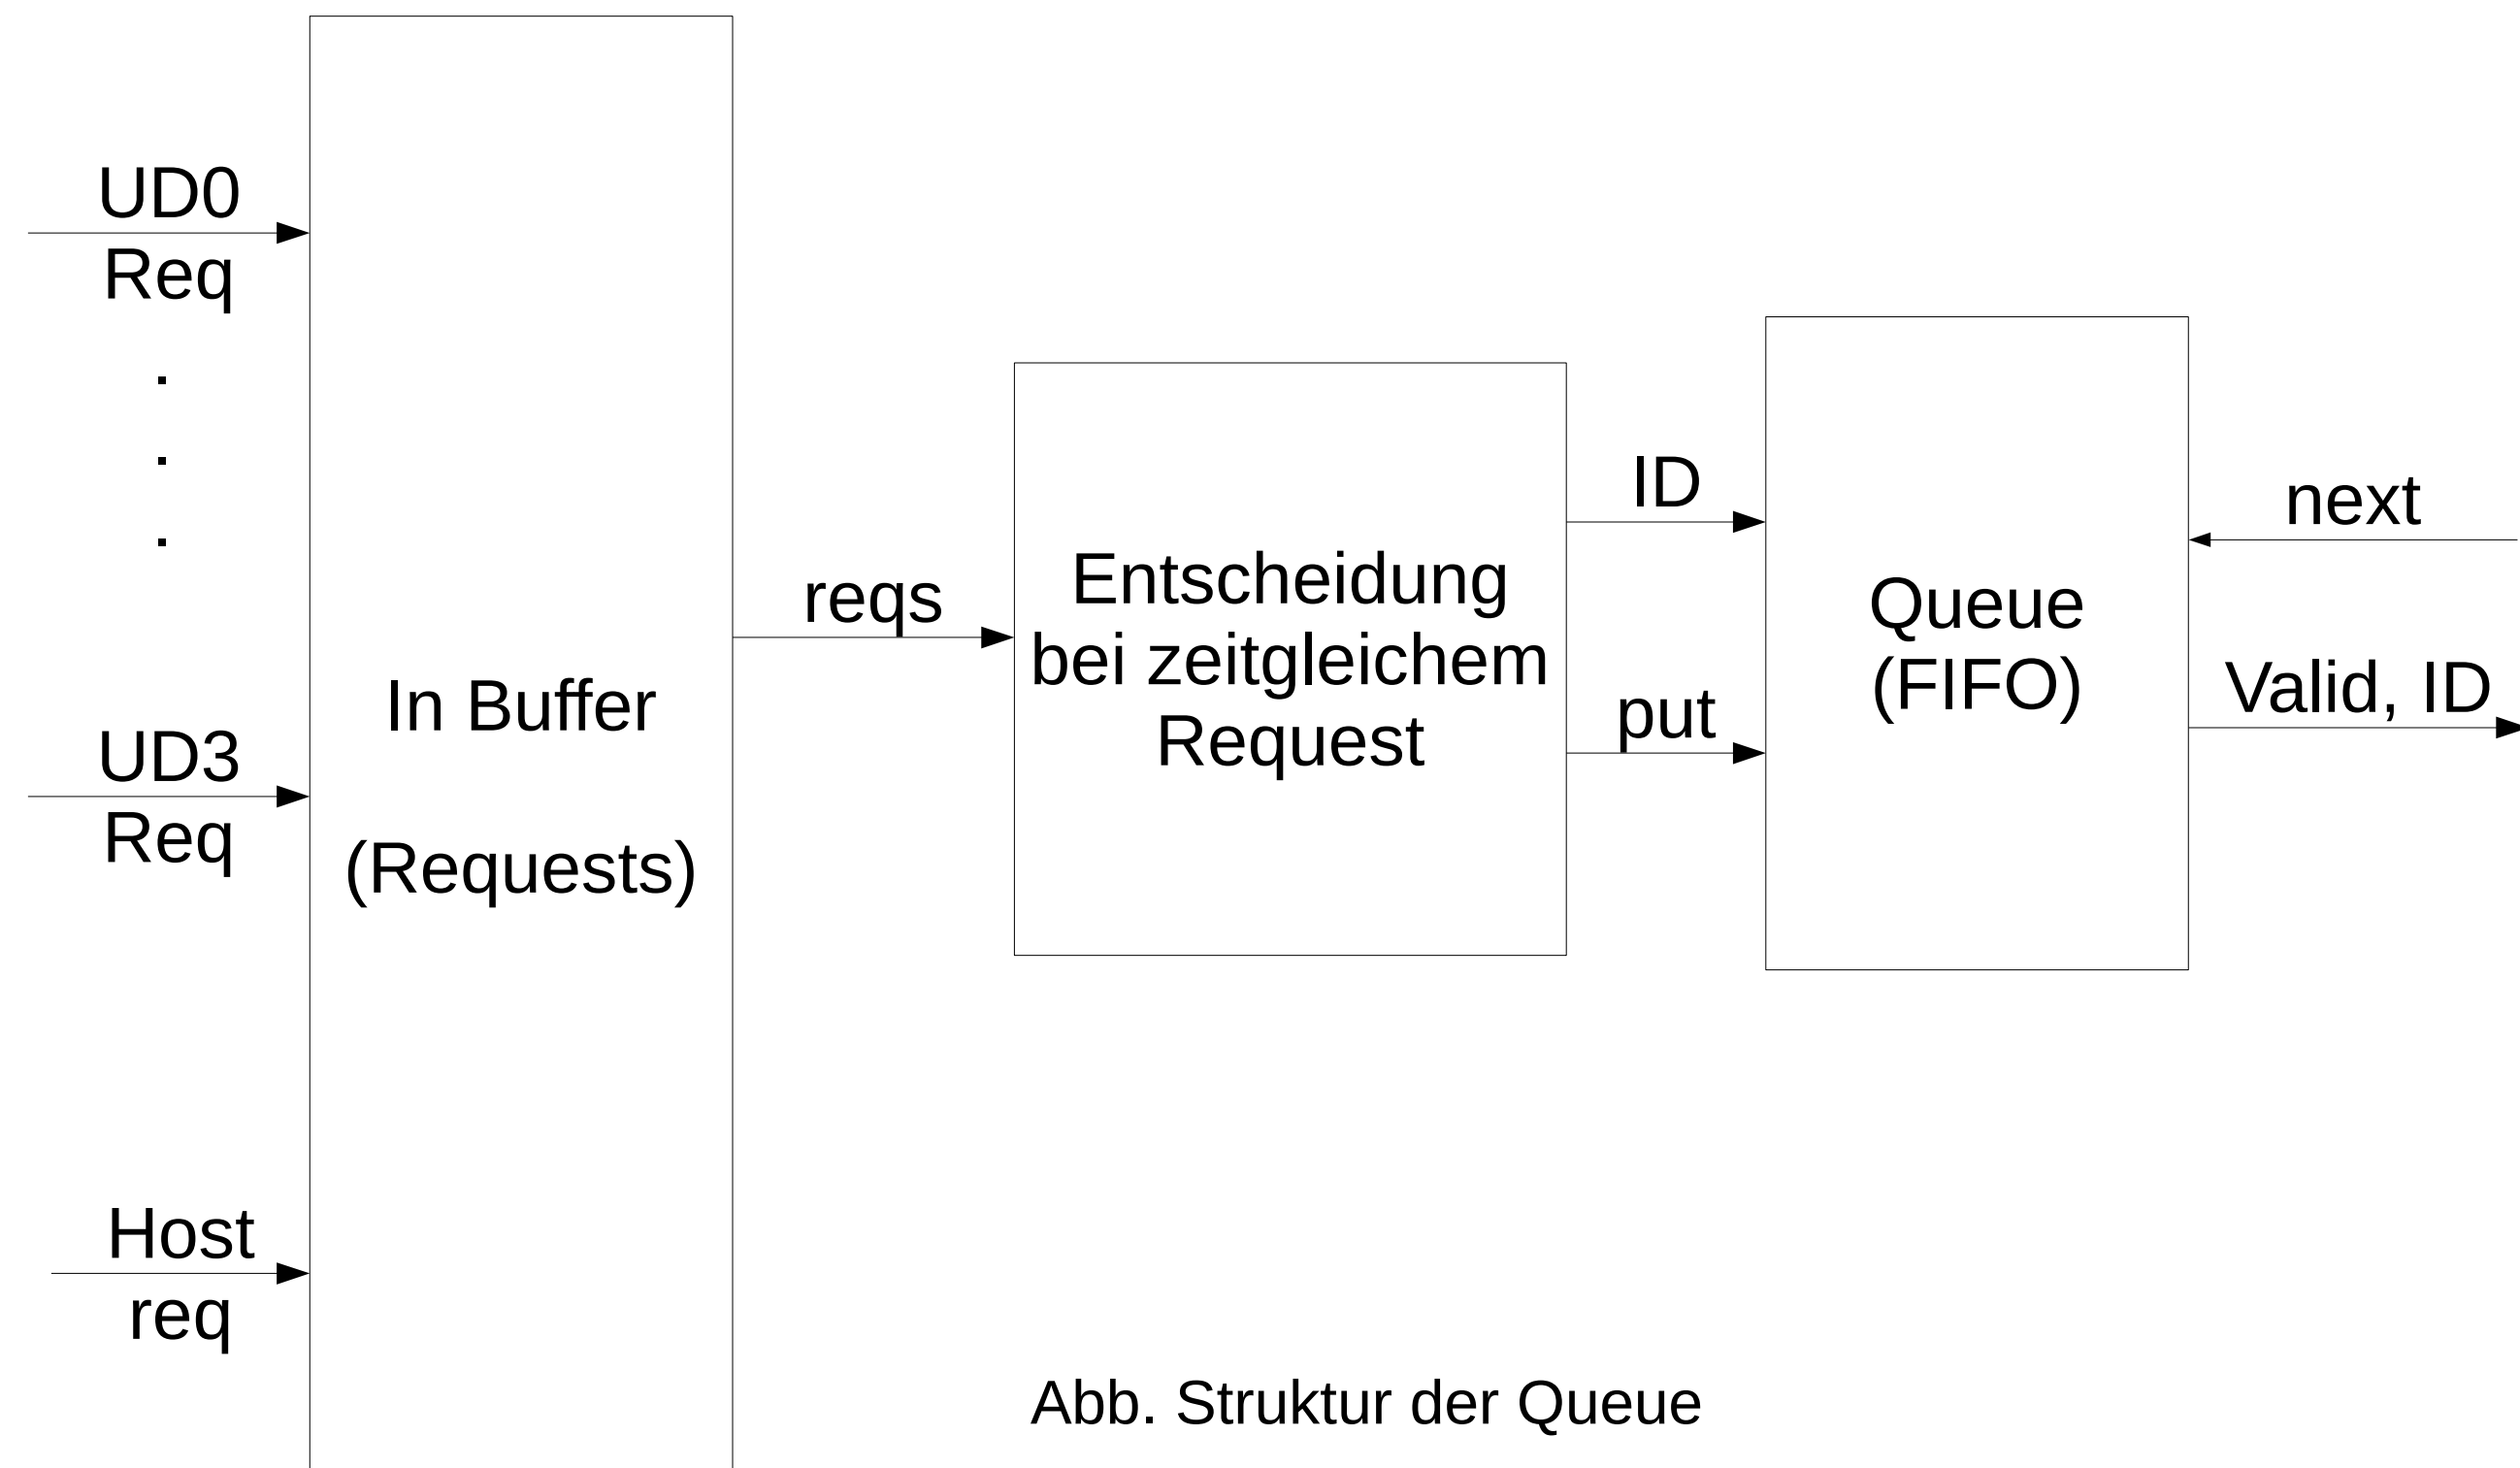 UD0
Req
.
.
.
UD3
Req
Host
req
In Buffer
(Requests)
reqs
Entscheidung
bei zeitgleichem
Request
ID
put
Queue
(FIFO)
next
Valid, ID
Abb. Struktur der Queue